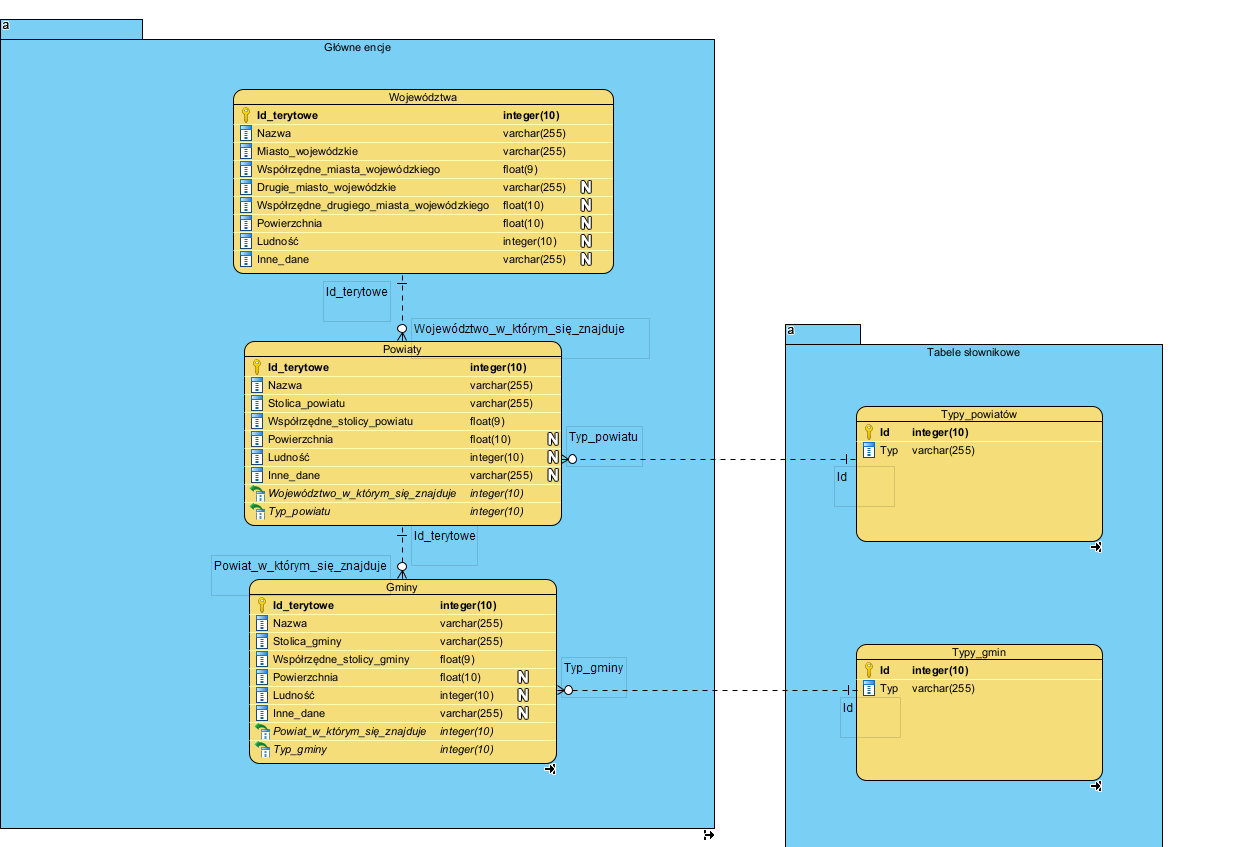 a
Główne encje
Województwa
Id_terytowe integer(10)
Nazwa varchar(255)
Miasto_wojewódzkie varchar(255)
Współrzędne_miasta_wojewódzkiego float(9)
Drugie_miasto_wojewódzkie varchar(255) N
Współrzędne_drugiego_miasta_wojewódzkiego float(10) N
Powierzchnia float(10) N
Ludność integer(10) N
Inne_dane varchar(255) N
Id_terytowe
Województwo_w_którym_się_znajduje
Powiaty
Id_terytowe integer(10)
Nazwa varchar(255)
Stolica_powiatu varchar(255)
Współrzędne_stolicy_powiatu float(9)
Powierzchnia float(10) N
Ludność integer(10) N
Inne_dane varchar(255) N
Województwo_w_którym_się_znajduje integer(10)
Typ_powiatu integer(10)
Typ_powiatu
Id_terytowe
Powiat_w_którym_się_znajduje
Gminy
Id_terytowe integer(10)
Nazwa varchar(255)
Stolica_gminy varchar(255)
Współrzędne_stolicy_gminy float(9)
Powierzchnia float(10) N
Ludność integer(10) N
Inne_dane varchar(255) N
Powiat_w_którym_się_znajduje integer(10)
Typ_gminy integer(10)
Typ_gminy
a
Tabele słownikowe
Typy_powiatów
Id integer(10)
Typ varchar(255)
Id
Typy_gmin
Id integer(10)
Typ varchar(255)
Id